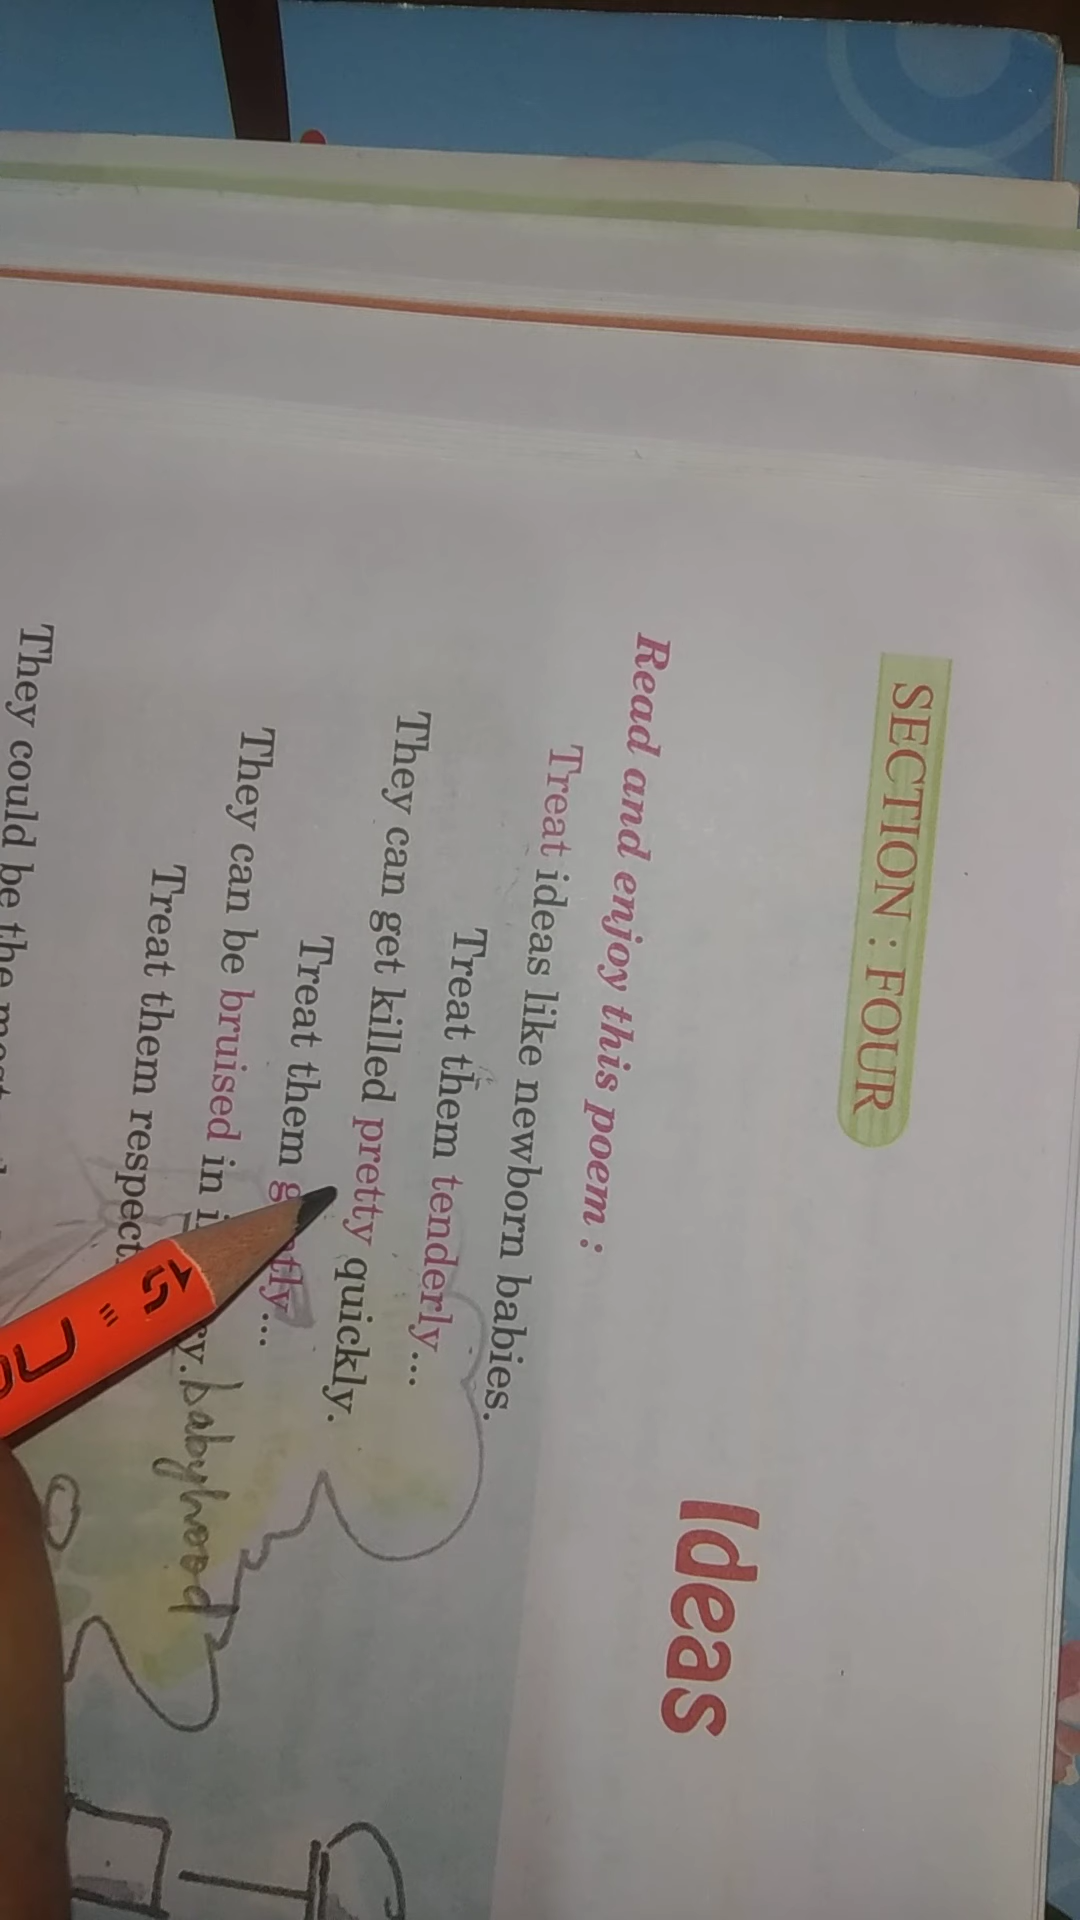 SECTION : FOUR
Ideas
Read and enjoy this poem :
Treat ideas like newborn babies.
Treat them tenderly...
They can get killed pretty quickly.
Treat them gently...
They can be bruised in
babyhood
Treat them
They could be the most